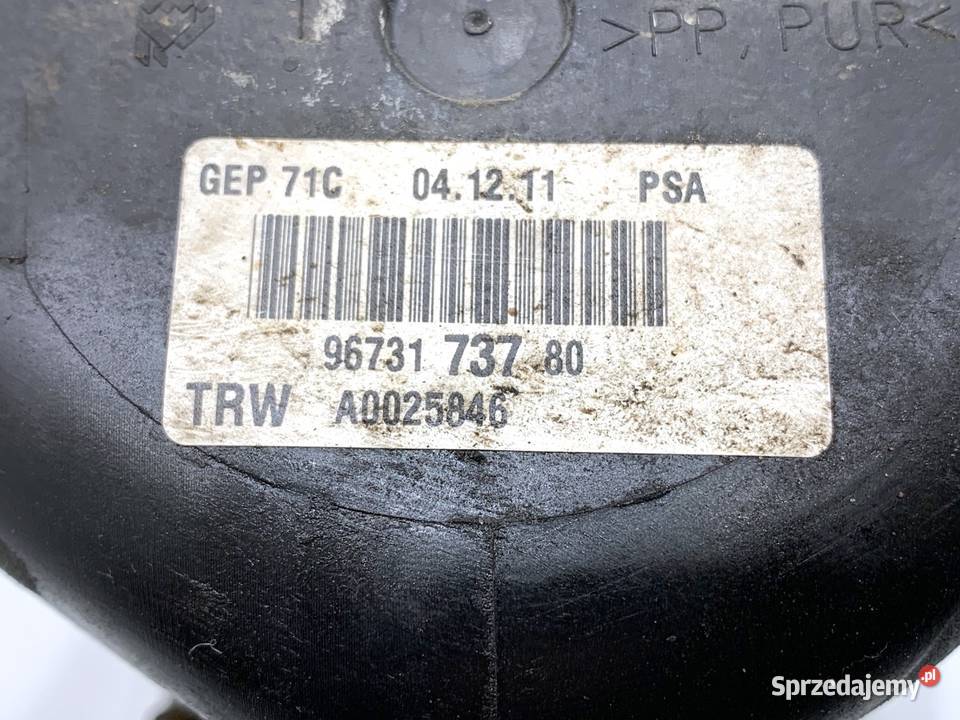 >PP, PUR<
GEP 71C 04.12.11 PSA
96731 737 80
TRW A0025846
Sprzedajemy.pl